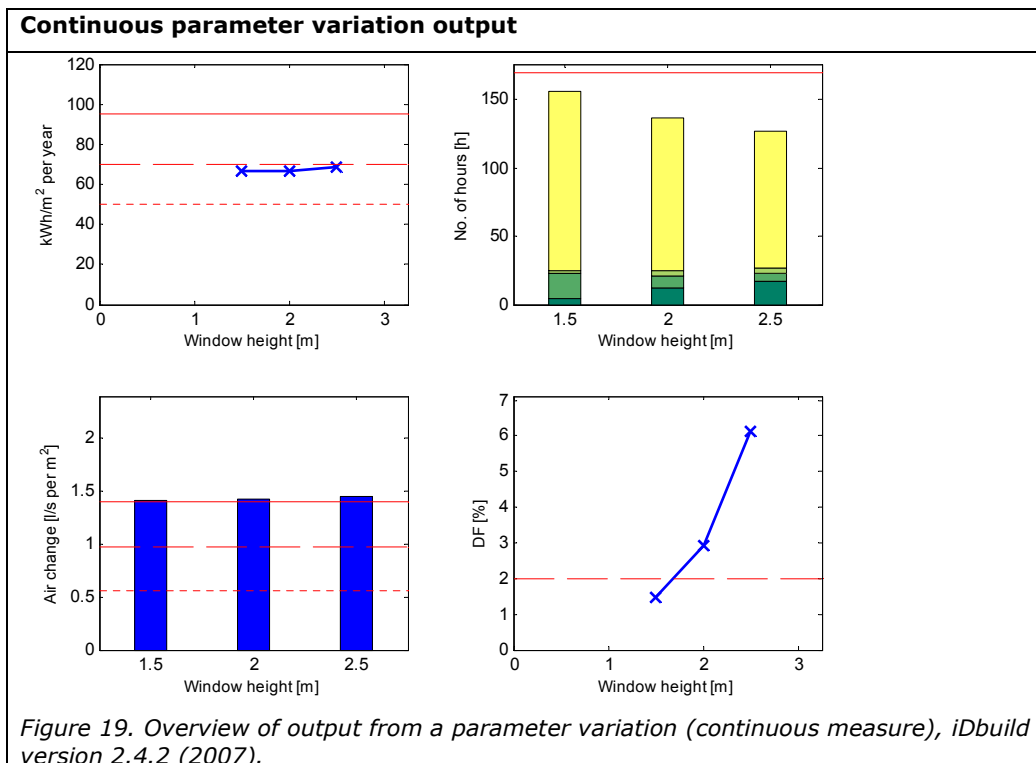 Continuous parameter variation output
120
100
80
60
40
20
0
kWh/m² per year
0 1 2 3
Window height [m]
150
100
50
0
No. of hours [h]
1.5 2 2.5
Window height [m]
2
1.5
1
0.5
0
Air change [l/s per m²]
1.5 2 2.5
Window height [m]
7
6
5
4
3
2
1
0
DF [%]
0 1 2 3
Window height [m]
Figure 19. Overview of output from a parameter variation (continuous measure), iDbuild
version 2.4.2 (2007).